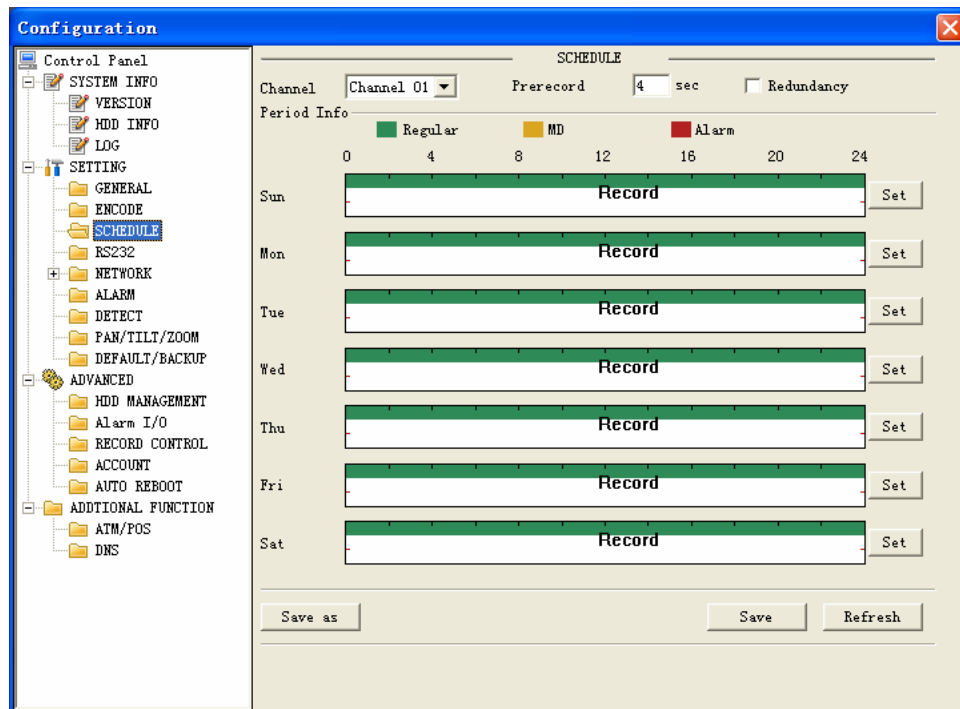 Configuration
Control Panel
SYSTEM INFO
VERSION
HDD INFO
LOG
SETTING
GENERAL
ENCODE
SCHEDULE
RS232
NETWORK
ALARM
DETECT
PAN/TILT/ZOOM
DEFAULT/BACKUP
ADVANCED
HDD MANAGEMENT
Alarm I/O
RECORD CONTROL
ACCOUNT
AUTO REBOOT
ADDTIONAL FUNCTION
ATM/POS
DNS
SCHEDULE
Channel Channel 01 Prerecord 4 sec Redundancy
Period Info
Regular MD Alarm
0 4 8 12 16 20 24
Sun Record Set
Mon Record Set
Tue Record Set
Wed Record Set
Thu Record Set
Fri Record Set
Sat Record Set
Save as Save Refresh